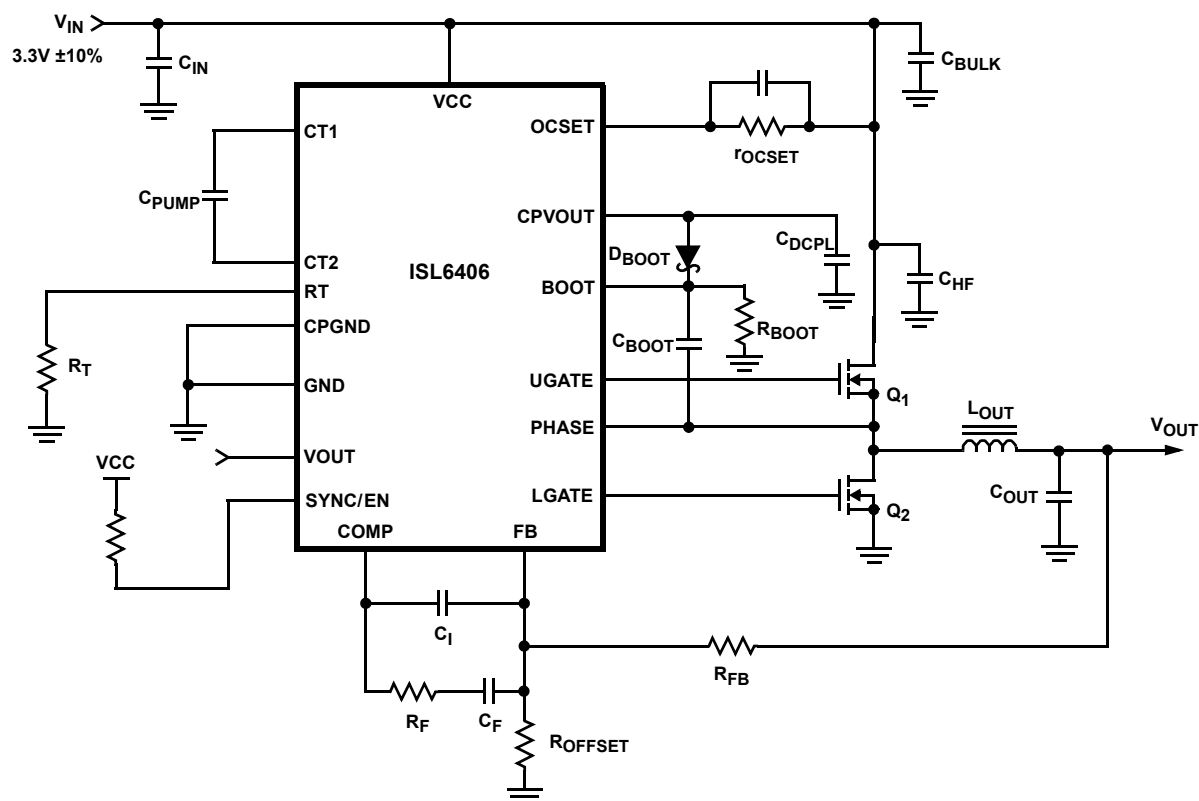 VIN
3.3V ±10%
CIN
CBULK
VCC
CT1
OCSET
rOCSET
CPUMP
CPVOUT
DBOOT
CDCPL
CT2
ISL6406
BOOT
CHF
RT
CBOOT
RBOOT
CPGND
RT
GND
UGATE
Q1
PHASE
LOUT
VOUT
VOUT
VCC
SYNC/EN
LGATE
COUT
Q2
COMP
FB
CI
RFB
RF
CF
ROFFSET